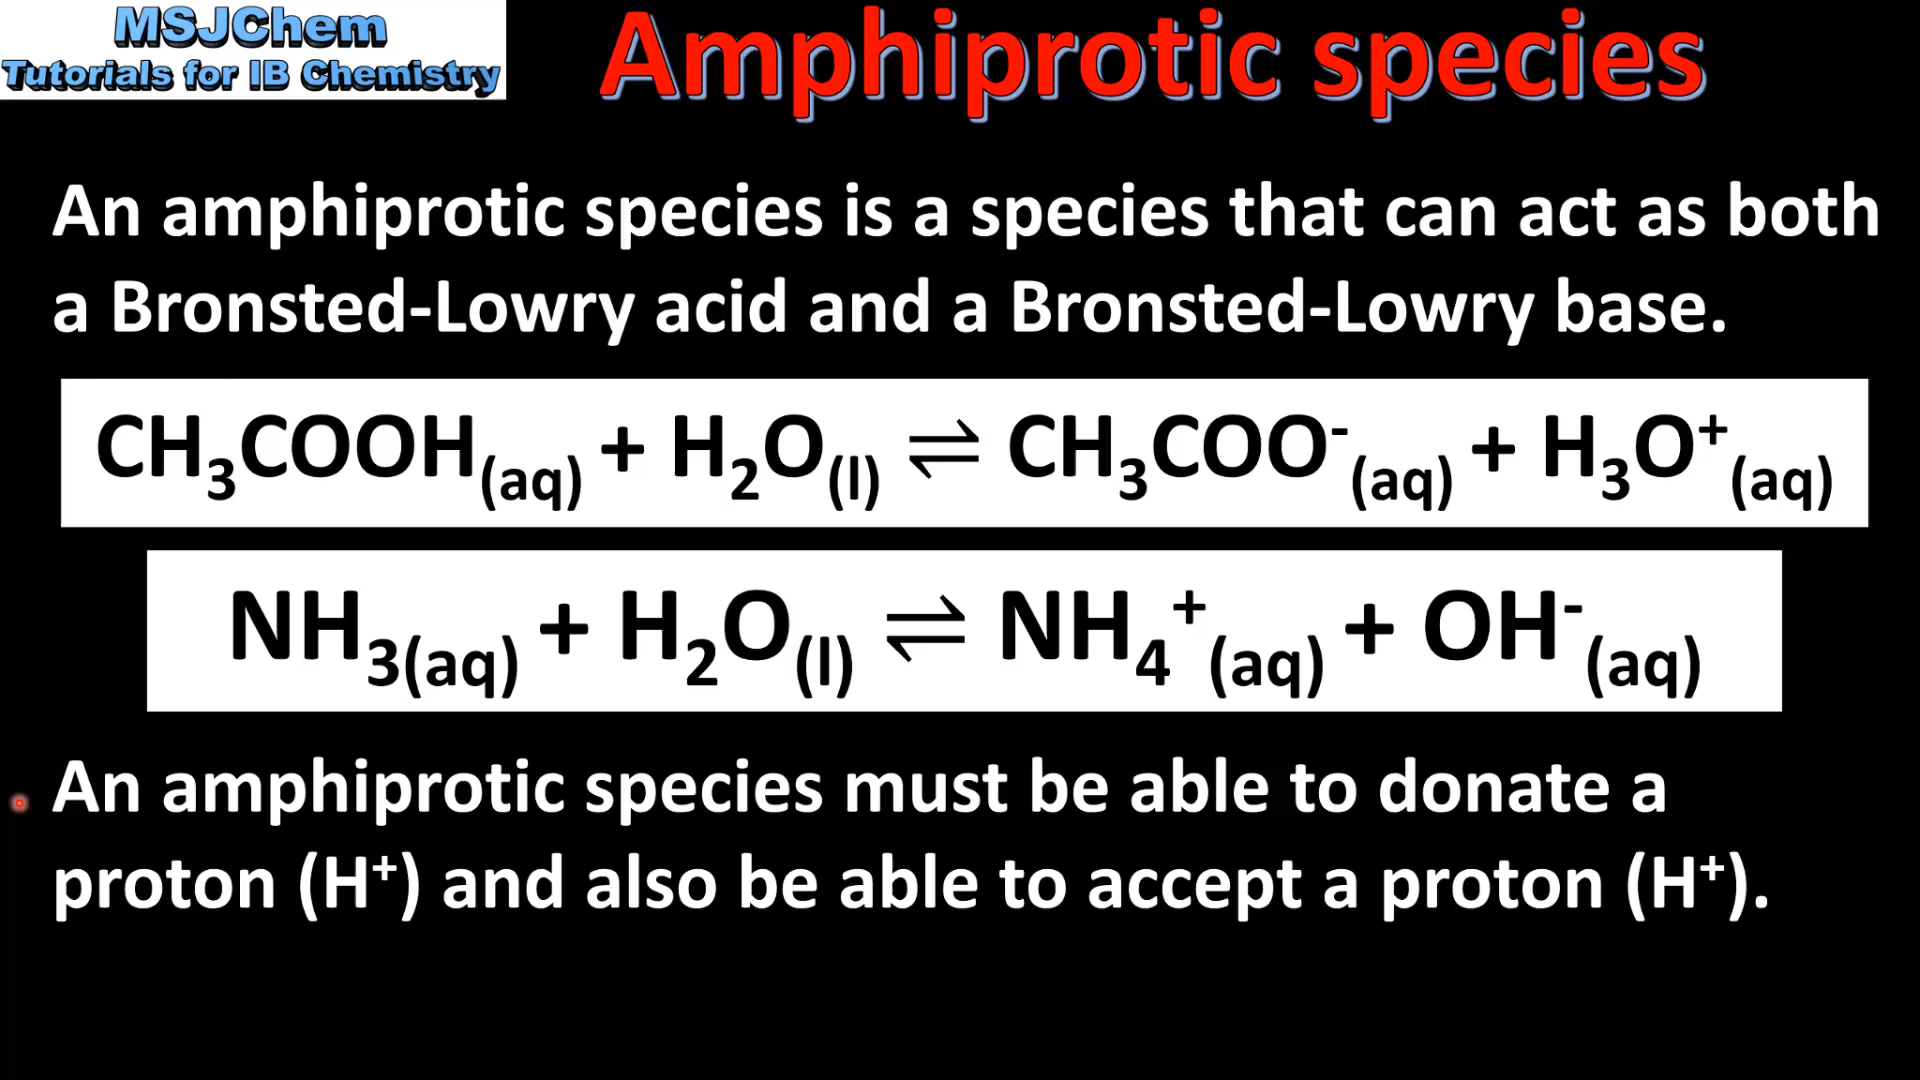 MSJChem
Tutorials for IB Chemistry
Amphiprotic species
An amphiprotic species is a species that can act as both
a Bronsted-Lowry acid and a Bronsted-Lowry base.
CH₃COOH(aq) + H₂O(l) ⇌ CH₃COO⁻(aq) + H₃O⁺(aq)
NH₃(aq) + H₂O(l) ⇌ NH₄⁺(aq) + OH⁻(aq)
An amphiprotic species must be able to donate a
proton (H⁺) and also be able to accept a proton (H⁺).